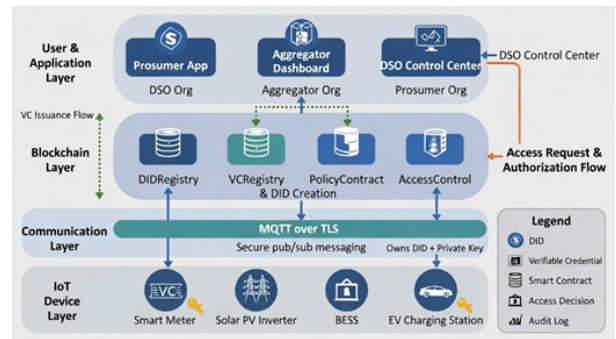 User &
Application
Layer
Prosumer App
DSO Org
Aggregator
Dashboard
Aggregator Org
DSO Control Center
Prosumer Org
DSO Control Center
VC Issuance Flow
Blockchain
Layer
DIDRegistry
VCRegistry
PolicyContract
AccessControl
& DID Creation
Access Request &
Authorization Flow
Communication
Layer
MQTT over TLS
Secure pub/sub messaging
Owns DID + Private Key
IoT
Device
Layer
VC
Smart Meter
Solar PV Inverter
BESS
EV Charging Station
Legend
DID
Verifiable Credential
Smart Contract
Access Decision
Audit Log